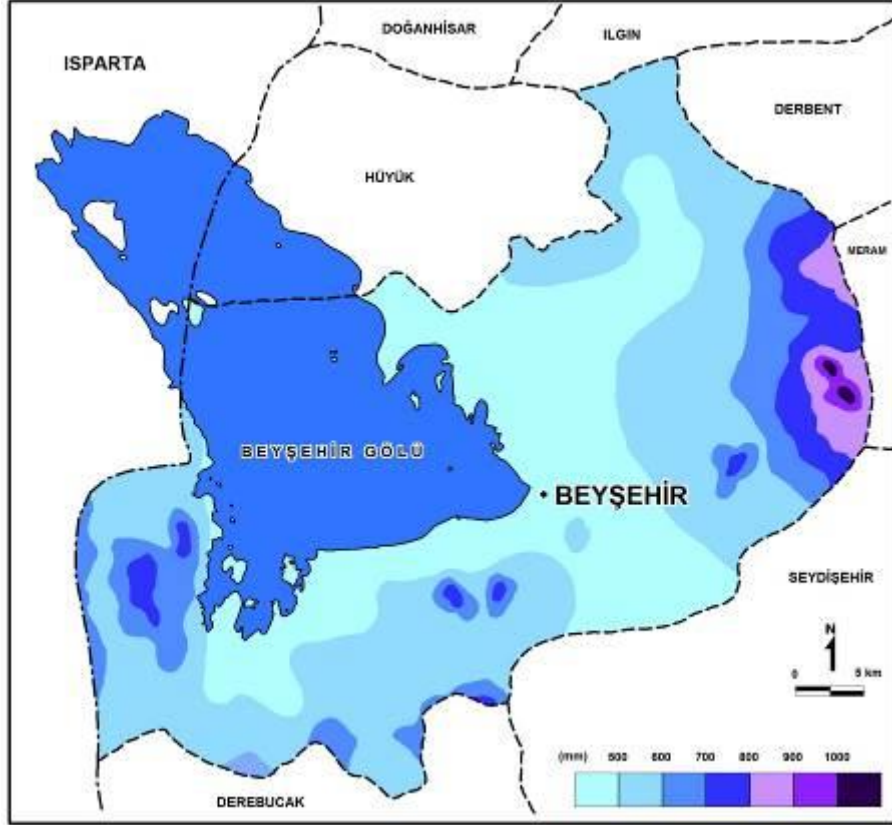 DOĞANHİSAR
ILGIN
ISPARTA
DERBENT
HÜYÜK
MERAM
BEYŞEHİR GÖLÜ
BEYŞEHİR
SEYDİŞEHİR
N
0 5 km
(mm) 500 600 700 800 900 1000
DEREBUCAK